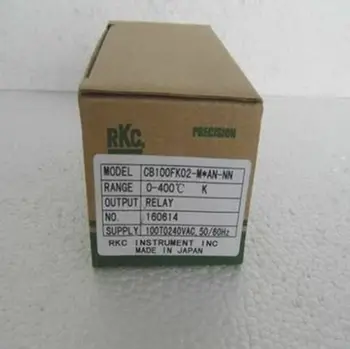 RKC PRECISION
MODEL CB100FK02-M*AN-NN
RANGE 0-400℃ K
OUTPUT RELAY
NO. 160614
SUPPLY 100TO240VAC,50/60Hz
RKC INSTRUMENT INC
MADE IN JAPAN